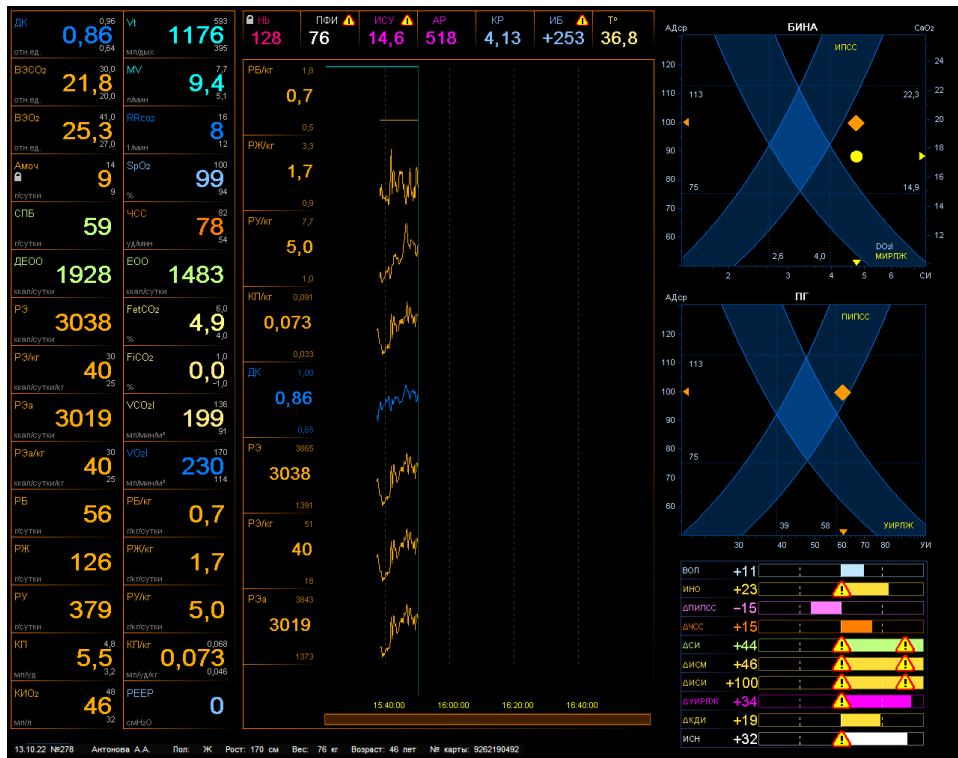 ДК 0,96
0,86
отн.ед. 0,64
Vt 593
1176
мл/дых 395
Hb
128
ПФИ
76
ИСУ
14,6
АР
518
КР
4,13
ИБ
+253
Tº
36,8
ВЭСО₂ 30,0
21,8
отн.ед. 20,0
MV 7,7
9,4
л/мин 5,1
ВЭО₂ 41,0
25,3
отн.ед. 27,0
RRco₂ 16
8
1/мин 12
Амоч 14
9
г/сутки 9
SpO₂ 100
99
% 94
СПБ
59
г/сутки
ЧСС 82
78
уд/мин 54
ДЕОО
1928
ккал/сутки
ЕОО
1483
ккал/сутки
РЭ
3038
ккал/сутки
FetCO₂ 6,0
4,9
% 4,0
РЭ/кг 30
40
ккал/сутки/кг 25
FiCO₂ 1,0
0,0
% -1,0
РЭа
3019
ккал/сутки
VCO₂I 136
199
мл/мин/м² 91
РЭа/кг 30
40
ккал/сутки/кг 25
VO₂I 170
230
мл/мин/м² 114
РБ
56
г/сутки
РБ/кг
0,7
г/кг/сутки
РЖ
126
г/сутки
РЖ/кг
1,7
г/кг/сутки
РУ
379
г/сутки
РУ/кг
5,0
г/кг/сутки
КП 4,8
5,5
мл/уд 3,2
КП/кг 0,068
0,073
мл/уд/кг 0,046
КИО₂ 48
46
мл/л 32
PEEP
0
смH₂O
РБ/кг 1,8
0,7
0,5
РЖ/кг 3,3
1,7
0,9
РУ/кг 7,7
5,0
1,0
КП/кг 0,091
0,073
0,033
ДК 1,00
0,86
0,65
РЭ 3865
3038
1391
РЭ/кг 51
40
18
РЭа 3843
3019
1373
15:40:00 16:00:00 16:20:00 16:40:00
АДср БИНА CaO₂
ИПСС
120 24
110 113 22,3 22
100 20
90 18
80 75 14,9 16
70 14
60 12
DO₂I
2,6 4,0 МИРЛЖ
2 3 4 5 6 СИ
АДср ПГ
ПИПСС
120
110 113
100
90
80 75
70
60
39 58 УИРЛЖ
30 40 50 60 70 80 УИ
ВОЛ +11
ИНО +23
ΔПИПСС −15
ΔЧСС +15
ΔСИ +44
ΔИСМ +46
ΔИСИ +100
ΔУИРЛЖ +34
ΔКДИ +19
ИСН +32
13.10.22 №278 Антонова А.А. Пол: Ж Рост: 170 см Вес: 76 кг Возраст: 46 лет № карты: 9262190492